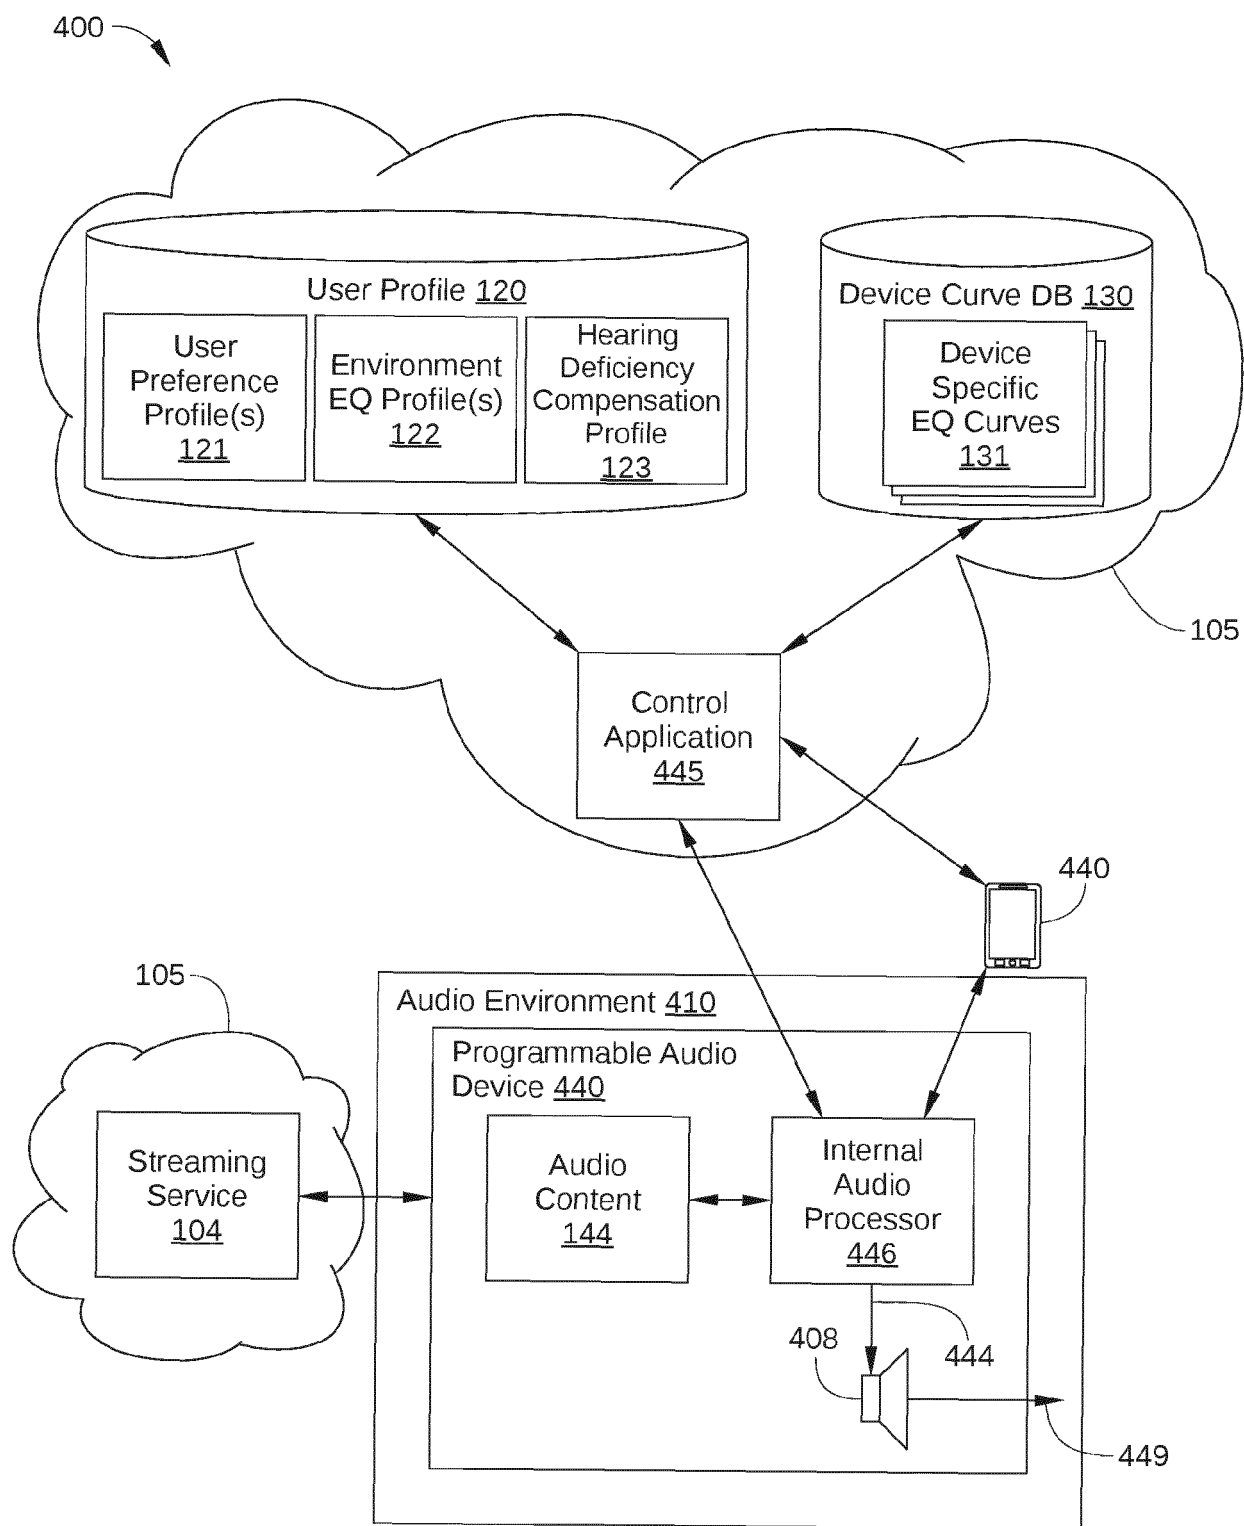 400
User Profile 120
User
Preference
Profile(s)
121
Environment
EQ Profile(s)
122
Hearing
Deficiency
Compensation
Profile
123
Device Curve DB 130
Device
Specific
EQ Curves
131
105
Control
Application
445
440
105
Audio Environment 410
Programmable Audio
Device 440
Streaming
Service
104
Audio
Content
144
Internal
Audio
Processor
446
408
444
449